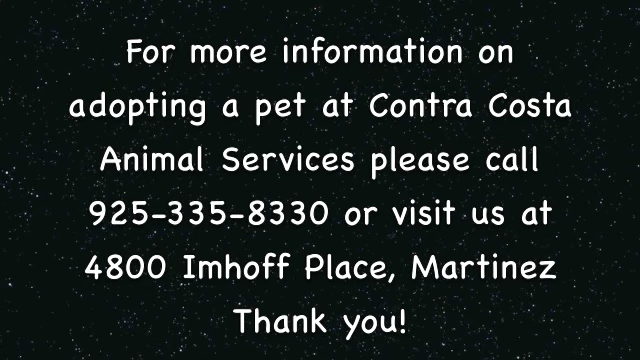 For more information on
adopting a pet at Contra Costa
Animal Services please call
925-335-8330 or visit us at
4800 Imhoff Place, Martinez
Thank you!